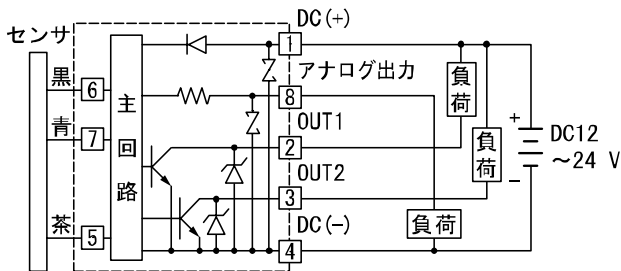 センサ
黒
青
茶
6
7
5
主回路
DC(+)
1
アナログ出力
8
OUT1
2
OUT2
3
DC(-)
4
負荷
負荷
負荷
+
-
DC12
~24 V